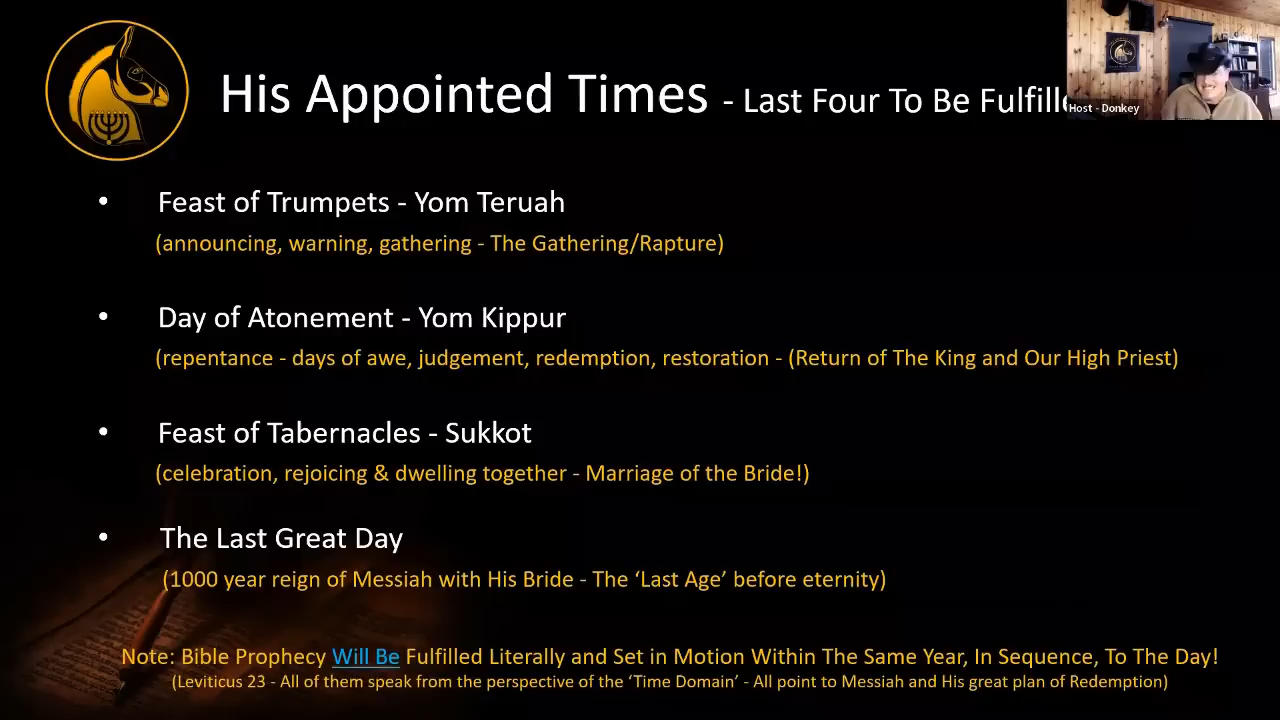 His Appointed Times - Last Four To Be Fulfille
Host - Donkey
• Feast of Trumpets - Yom Teruah
(announcing, warning, gathering - The Gathering/Rapture)
• Day of Atonement - Yom Kippur
(repentance - days of awe, judgement, redemption, restoration - (Return of The King and Our High Priest)
• Feast of Tabernacles - Sukkot
(celebration, rejoicing & dwelling together - Marriage of the Bride!)
• The Last Great Day
(1000 year reign of Messiah with His Bride - The ‘Last Age’ before eternity)
Note: Bible Prophecy Will Be Fulfilled Literally and Set in Motion Within The Same Year, In Sequence, To The Day!
(Leviticus 23 - All of them speak from the perspective of the ‘Time Domain’ - All point to Messiah and His great plan of Redemption)